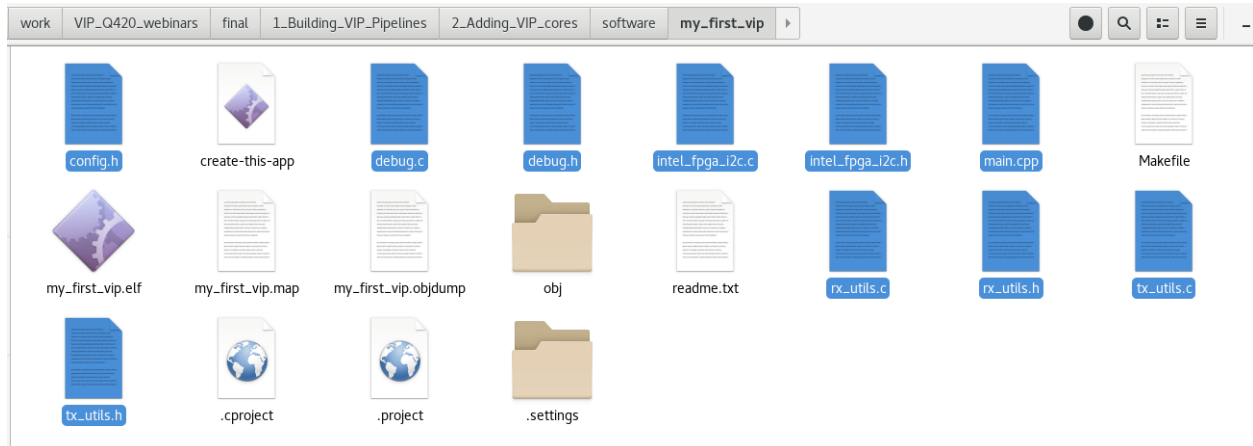 work VIP_Q420_webinars final 1_Building_VIP_Pipelines 2_Adding_VIP_cores software my_first_vip
config.h create-this-app debug.c debug.h intel_fpga_i2c.c intel_fpga_i2c.h main.cpp Makefile
my_first_vip.elf my_first_vip.map my_first_vip.objdump obj readme.txt rx_utils.c rx_utils.h tx_utils.c
tx_utils.h .cproject .project .settings